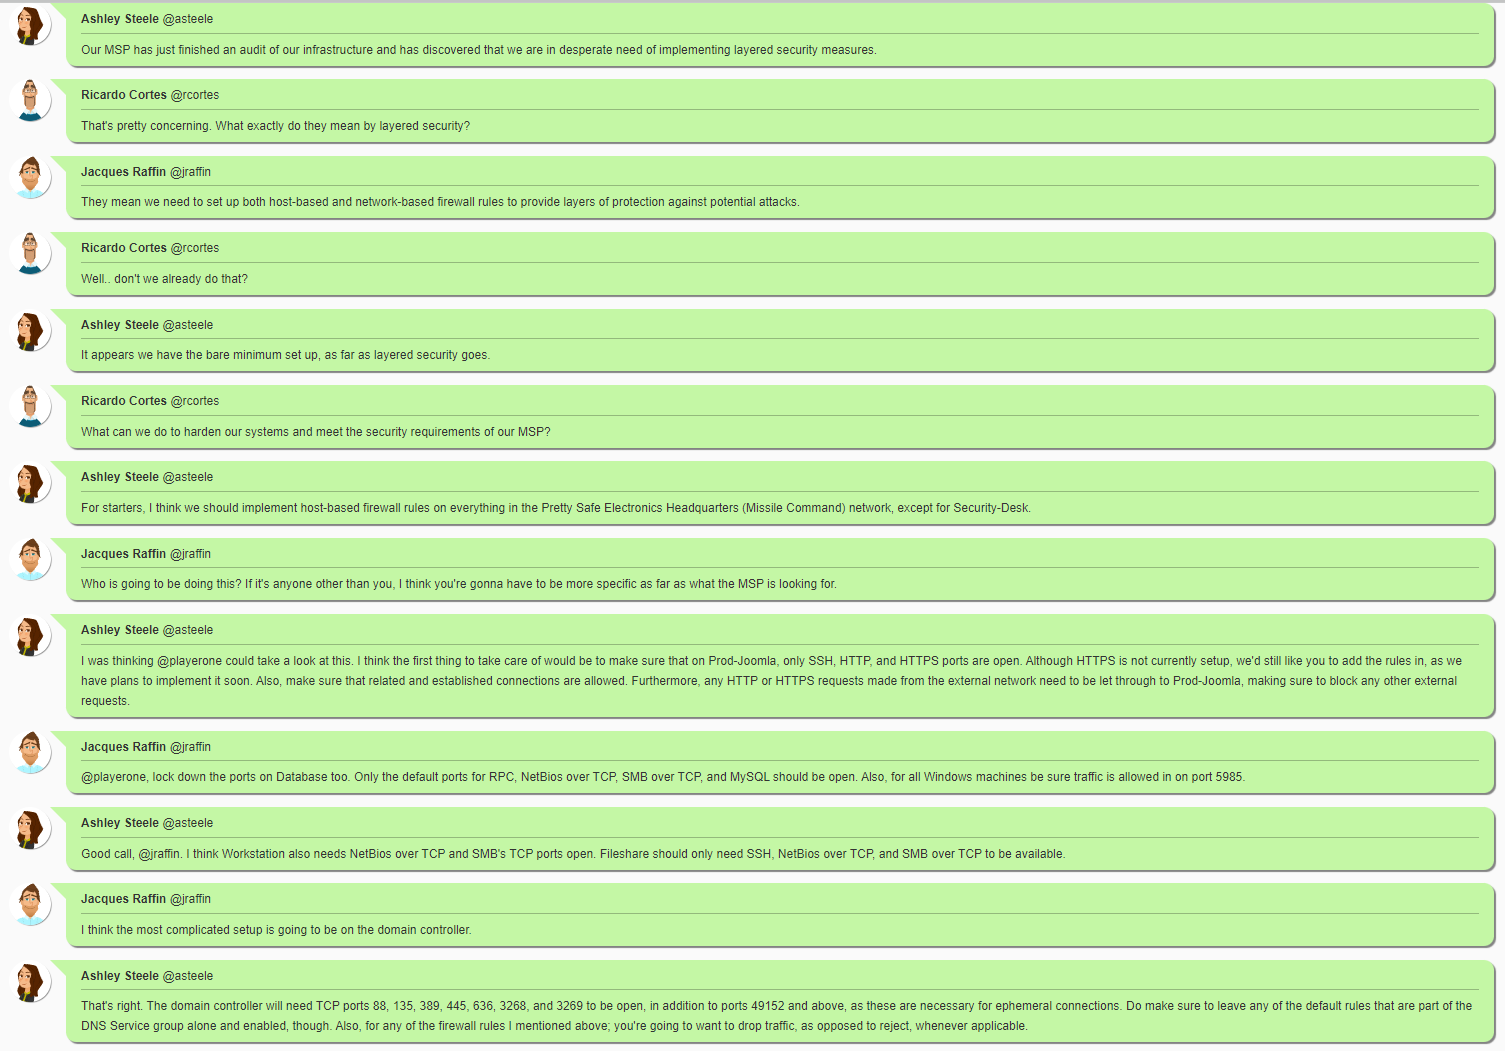 Ashley Steele @asteele
Our MSP has just finished an audit of our infrastructure and has discovered that we are in desperate need of implementing layered security measures.
Ricardo Cortes @rcortes
That's pretty concerning. What exactly do they mean by layered security?
Jacques Raffin @jraffin
They mean we need to set up both host-based and network-based firewall rules to provide layers of protection against potential attacks.
Ricardo Cortes @rcortes
Well.. don't we already do that?
Ashley Steele @asteele
It appears we have the bare minimum set up, as far as layered security goes.
Ricardo Cortes @rcortes
What can we do to harden our systems and meet the security requirements of our MSP?
Ashley Steele @asteele
For starters, I think we should implement host-based firewall rules on everything in the Pretty Safe Electronics Headquarters (Missile Command) network, except for Security-Desk.
Jacques Raffin @jraffin
Who is going to be doing this? If it's anyone other than you, I think you're gonna have to be more specific as far as what the MSP is looking for.
Ashley Steele @asteele
I was thinking @playerone could take a look at this. I think the first thing to take care of would be to make sure that on Prod-Joomla, only SSH, HTTP, and HTTPS ports are open. Although HTTPS is not currently setup, we'd still like you to add the rules in, as we
have plans to implement it soon. Also, make sure that related and established connections are allowed. Furthermore, any HTTP or HTTPS requests made from the external network need to be let through to Prod-Joomla, making sure to block any other external
requests.
Jacques Raffin @jraffin
@playerone, lock down the ports on Database too. Only the default ports for RPC, NetBios over TCP, SMB over TCP, and MySQL should be open. Also, for all Windows machines be sure traffic is allowed in on port 5985.
Ashley Steele @asteele
Good call, @jraffin. I think Workstation also needs NetBios over TCP and SMB's TCP ports open. Fileshare should only need SSH, NetBios over TCP, and SMB over TCP to be available.
Jacques Raffin @jraffin
I think the most complicated setup is going to be on the domain controller.
Ashley Steele @asteele
That's right. The domain controller will need TCP ports 88, 135, 389, 445, 636, 3268, and 3269 to be open, in addition to ports 49152 and above, as these are necessary for ephemeral connections. Do make sure to leave any of the default rules that are part of the
DNS Service group alone and enabled, though. Also, for any of the firewall rules I mentioned above; you're going to want to drop traffic, as opposed to reject, whenever applicable.